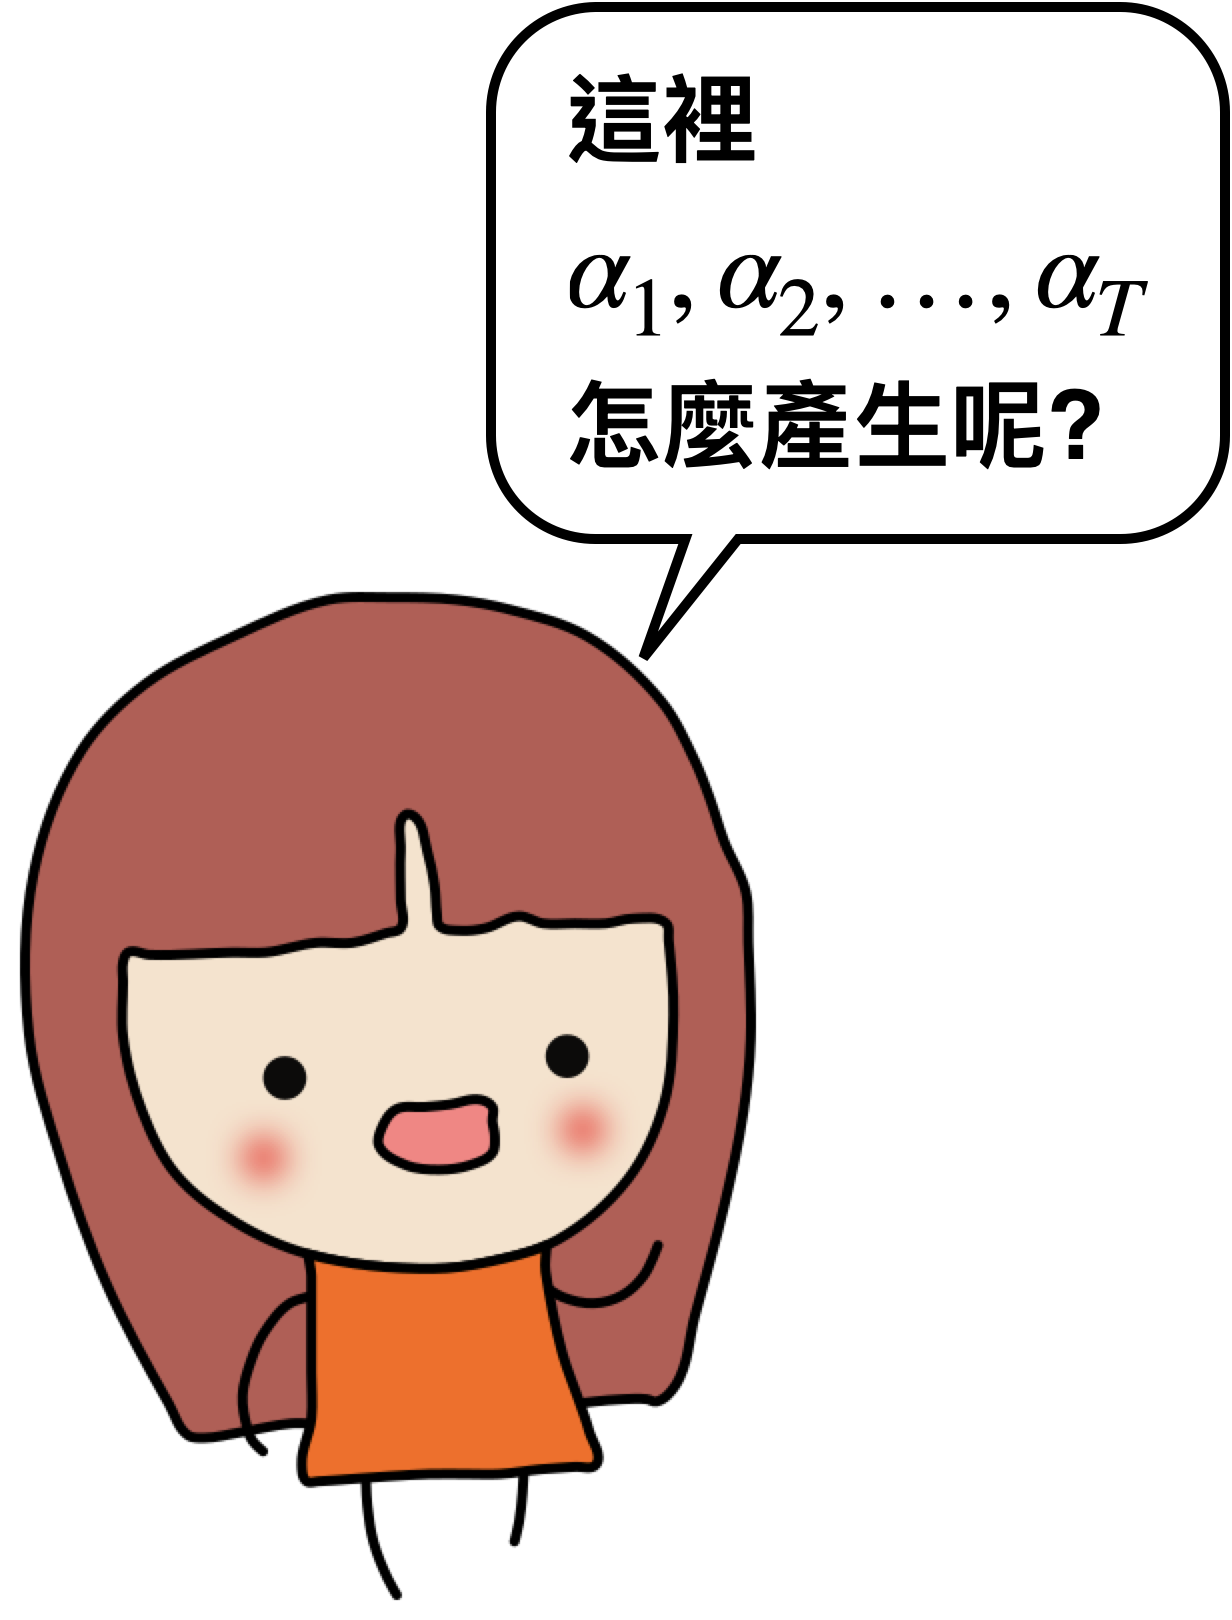 這裡
α₁, α₂, …, α_T
怎麼產生呢?